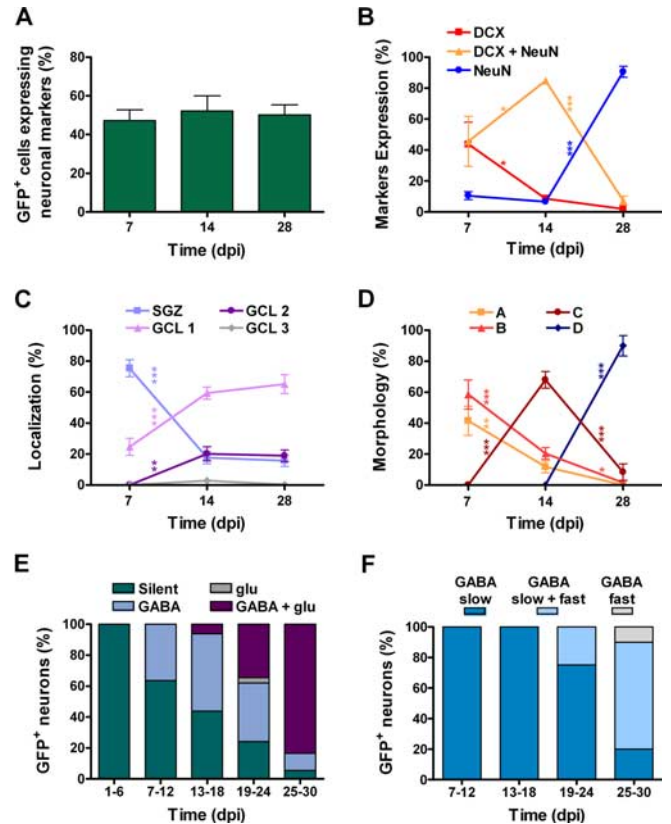 A
GFP+ cells expressing
neuronal markers (%)
80
60
40
20
0
7 14 28
Time (dpi)
B
DCX
DCX + NeuN
NeuN
Markers Expression (%)
100
80
60
40
20
0
*
*
***
***
7 14 28
Time (dpi)
C
SGZ GCL 2
GCL 1 GCL 3
Localization (%)
100
80
60
40
20
0
***
***
**
7 14 28
Time (dpi)
D
A C
B D
Morphology (%)
100
80
60
40
20
0
***
***
***
***
***
*
7 14 28
Time (dpi)
E
Silent glu
GABA GABA + glu
GFP+ neurons (%)
100
80
60
40
20
0
1-6 7-12 13-18 19-24 25-30
Time (dpi)
F
GABA GABA GABA
slow slow + fast fast
GFP+ neurons (%)
100
80
60
40
20
0
7-12 13-18 19-24 25-30
Time (dpi)